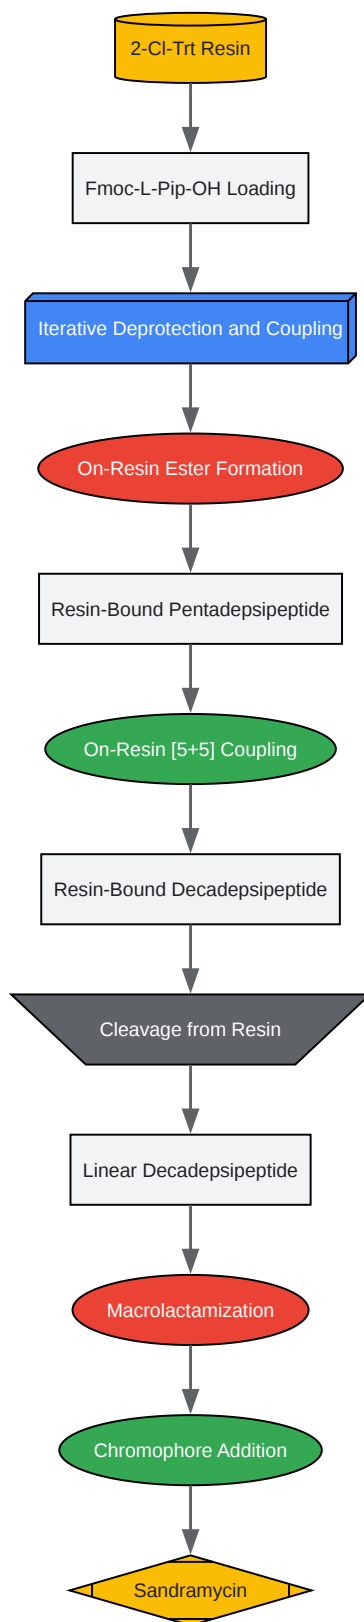 2-Cl-Trt Resin
Fmoc-L-Pip-OH Loading
Iterative Deprotection and Coupling
On-Resin Ester Formation
Resin-Bound Pentadepsipeptide
On-Resin [5+5] Coupling
Resin-Bound Decadepsipeptide
Cleavage from Resin
Linear Decadepsipeptide
Macrolactamization
Chromophore Addition
Sandramycin